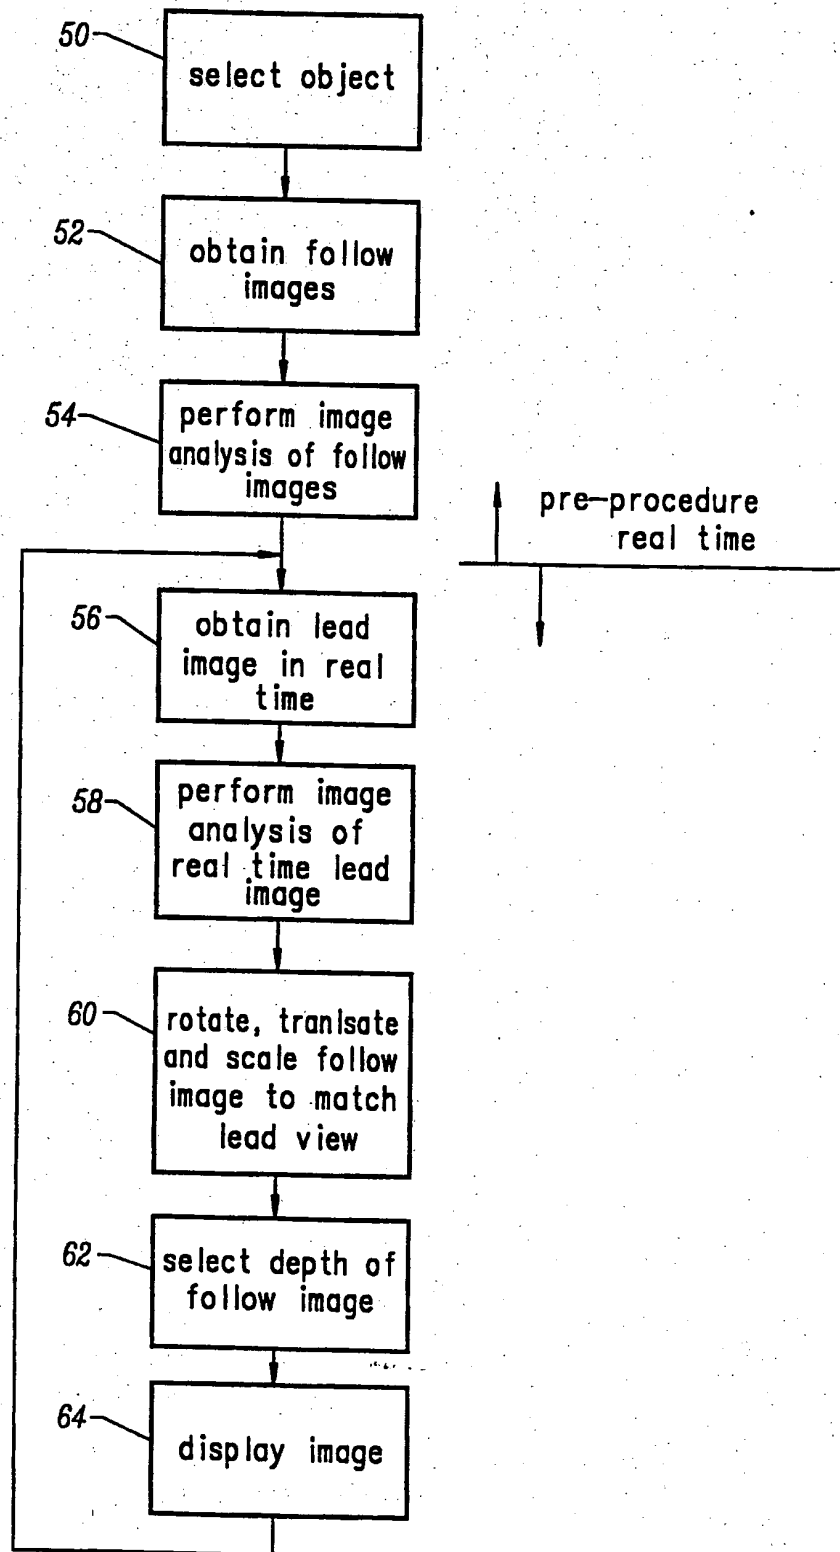 50
select object
52
obtain follow
images
54
perform image
analysis of follow
images
pre-procedure
real time
56
obtain lead
image in real
time
58
perform image
analysis of
real time lead
image
60
rotate, tranlsate
and scale follow
image to match
lead view
62
select depth of
follow image
64
display image